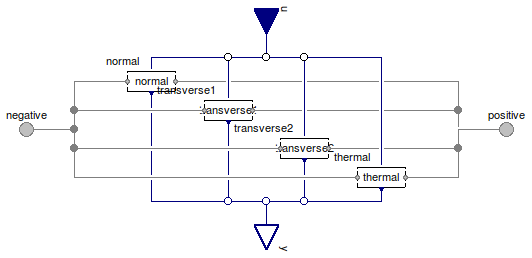 u
normal
normal
transverse1
negative
positive
transverse2
thermal
thermal
y